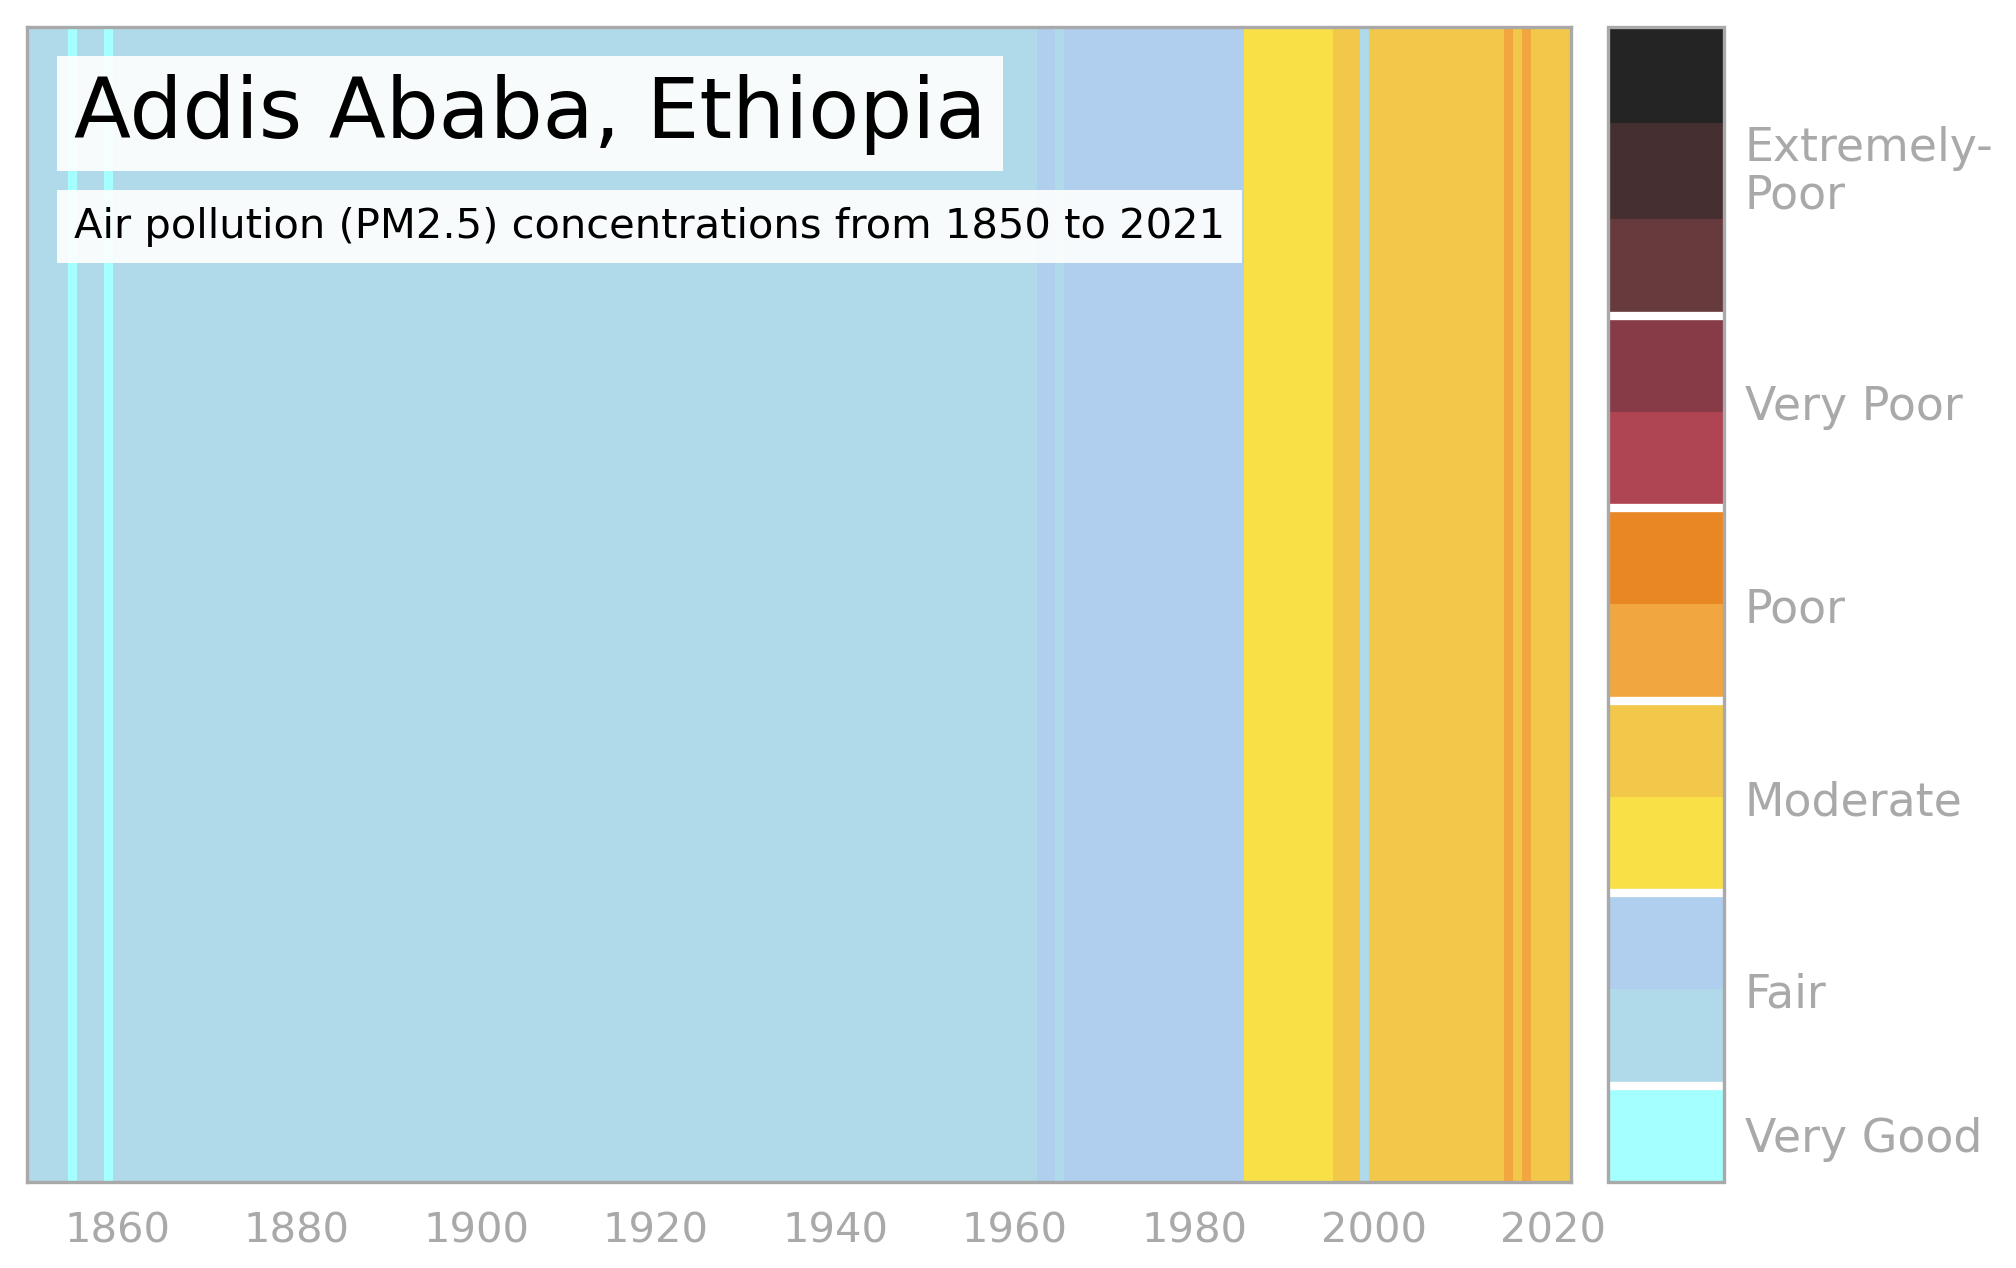 Addis Ababa, Ethiopia
Air pollution (PM2.5) concentrations from 1850 to 2021
Extremely-
Poor
Very Poor
Poor
Moderate
Fair
Very Good
1860 1880 1900 1920 1940 1960 1980 2000 2020